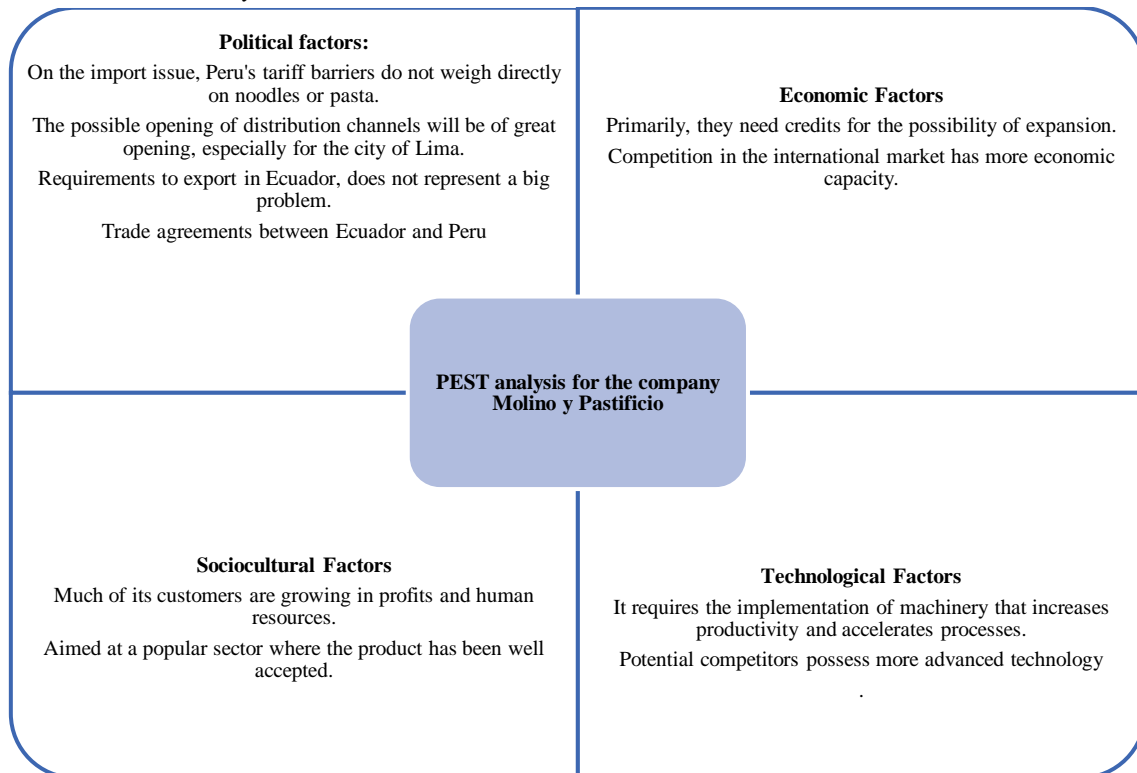 Political factors:
On the import issue, Peru's tariff barriers do not weigh directly
on noodles or pasta.
The possible opening of distribution channels will be of great
opening, especially for the city of Lima.
Requirements to export in Ecuador, does not represent a big
problem.
Trade agreements between Ecuador and Peru
Economic Factors
Primarily, they need credits for the possibility of expansion.
Competition in the international market has more economic
capacity.
PEST analysis for the company
Molino y Pastificio
Sociocultural Factors
Much of its customers are growing in profits and human
resources.
Aimed at a popular sector where the product has been well
accepted.
Technological Factors
It requires the implementation of machinery that increases
productivity and accelerates processes.
Potential competitors possess more advanced technology
.